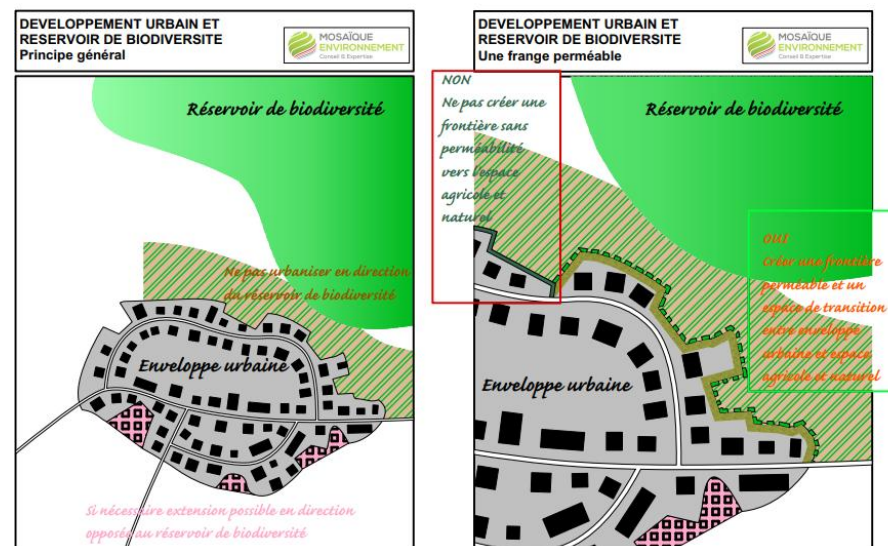 DEVELOPPEMENT URBAIN ET
RESERVOIR DE BIODIVERSITE
Principe général
MOSAÏQUE
ENVIRONNEMENT
Conseil & Expertise
Réservoir de biodiversité
Ne pas urbaniser en direction
du réservoir de biodiversité
Enveloppe urbaine
Si nécessaire extension possible en direction
opposée au réservoir de biodiversité
DEVELOPPEMENT URBAIN ET
RESERVOIR DE BIODIVERSITE
Une frange perméable
MOSAÏQUE
ENVIRONNEMENT
Conseil & Expertise
NON
Ne pas créer une
frontière sans
perméabilité
vers l'espace
agricole et
naturel
Réservoir de biodiversité
OUI
Créer une frontière
perméable et un
espace de transition
entre enveloppe
urbaine et espace
agricole et naturel
Enveloppe urbaine